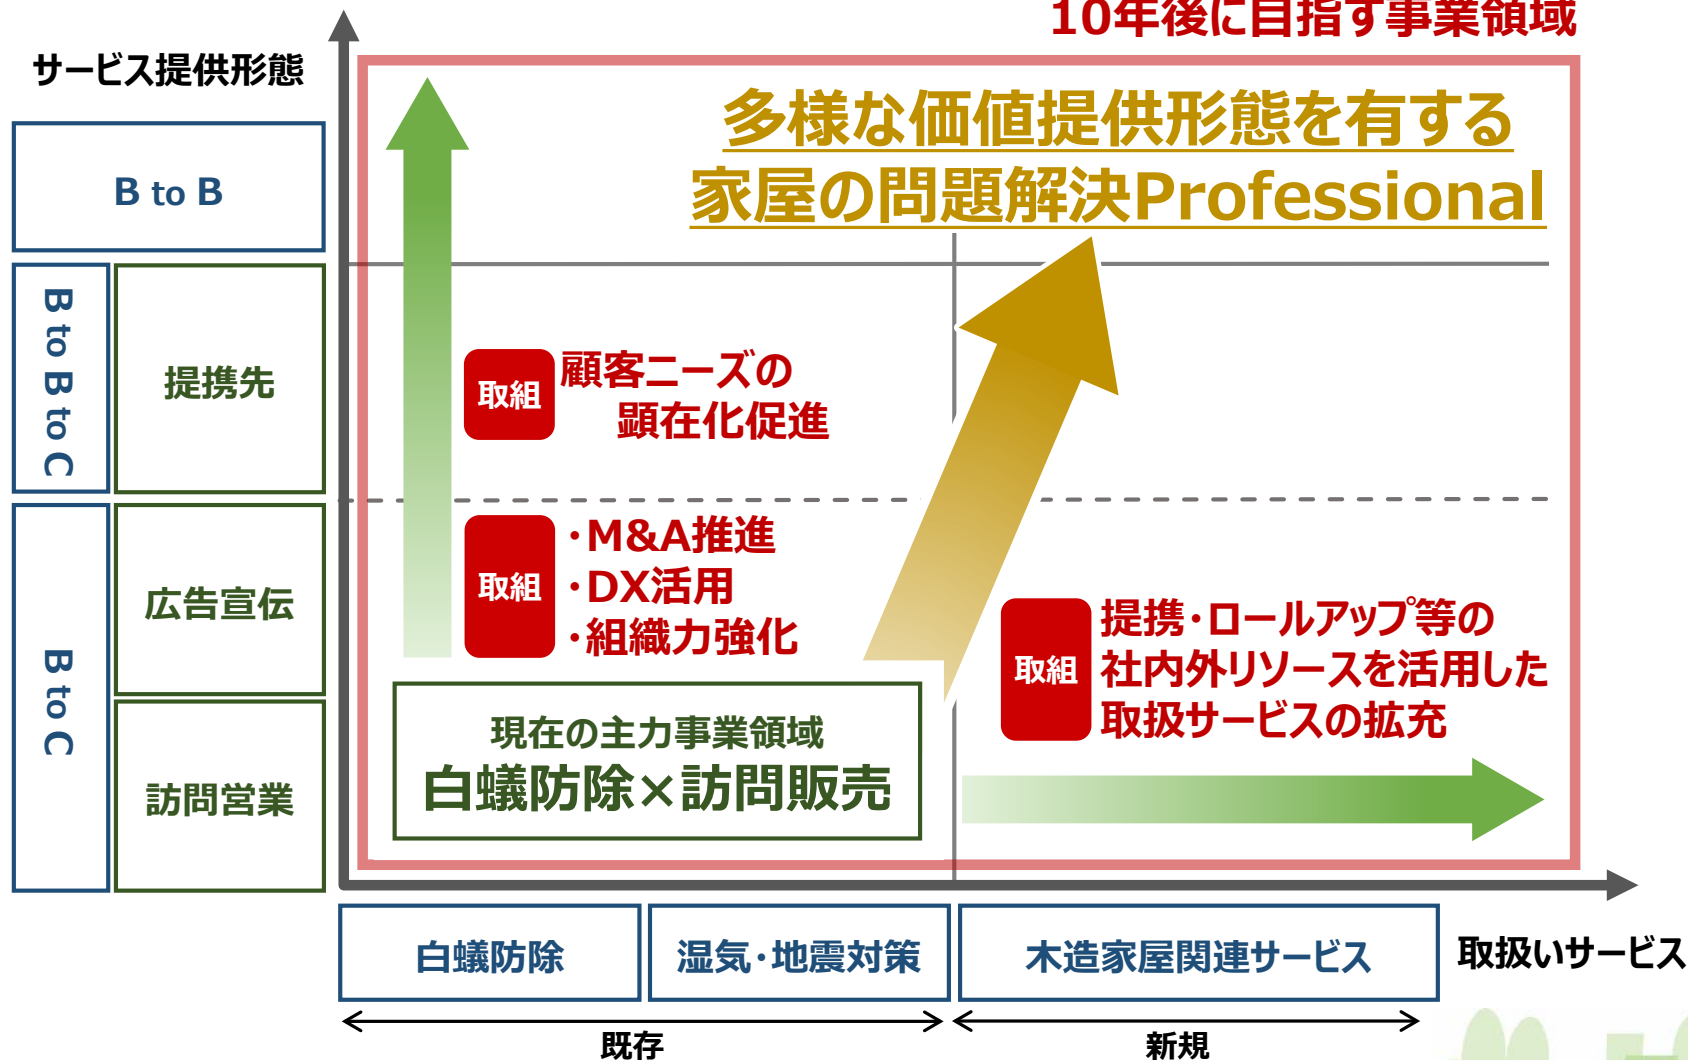 10年後に目指す事業領域
サービス提供形態
多様な価値提供形態を有する
家屋の問題解決Professional
B to B
B to B to C
提携先
取組
顧客ニーズの
顕在化促進
B to C
広告宣伝
訪問営業
取組
・M&A推進
・DX活用
・組織力強化
取組
提携・ロールアップ等の
社内外リソースを活用した
取扱サービスの拡充
現在の主力事業領域
白蟻防除×訪問販売
白蟻防除
湿気・地震対策
木造家屋関連サービス
取扱いサービス
既存
新規